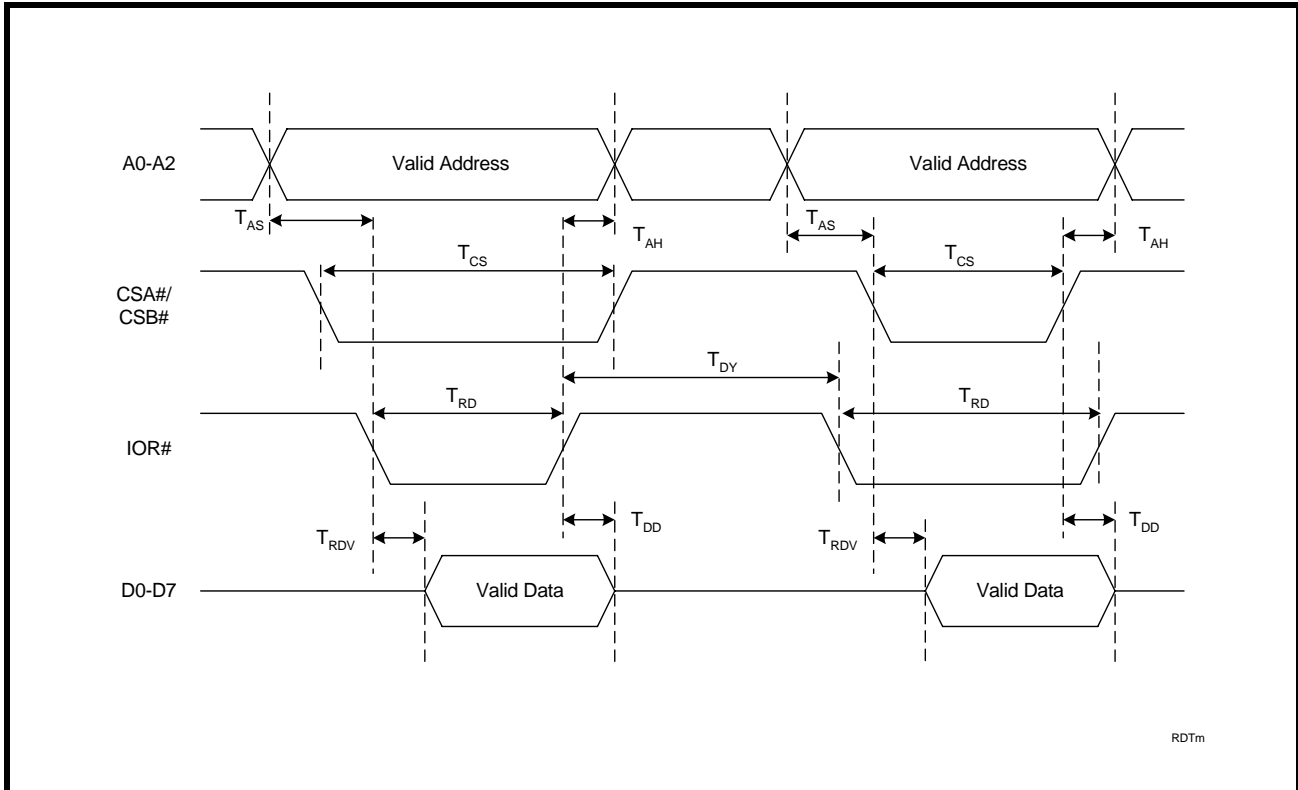 A0-A2
Valid Address
Valid Address
TAS
TAH
TAS
TAH
TCS
TCS
CSA#/
CSB#
TDY
TRD
TRD
IOR#
TRDV
TDD
TRDV
TDD
D0-D7
Valid Data
Valid Data
RDTm